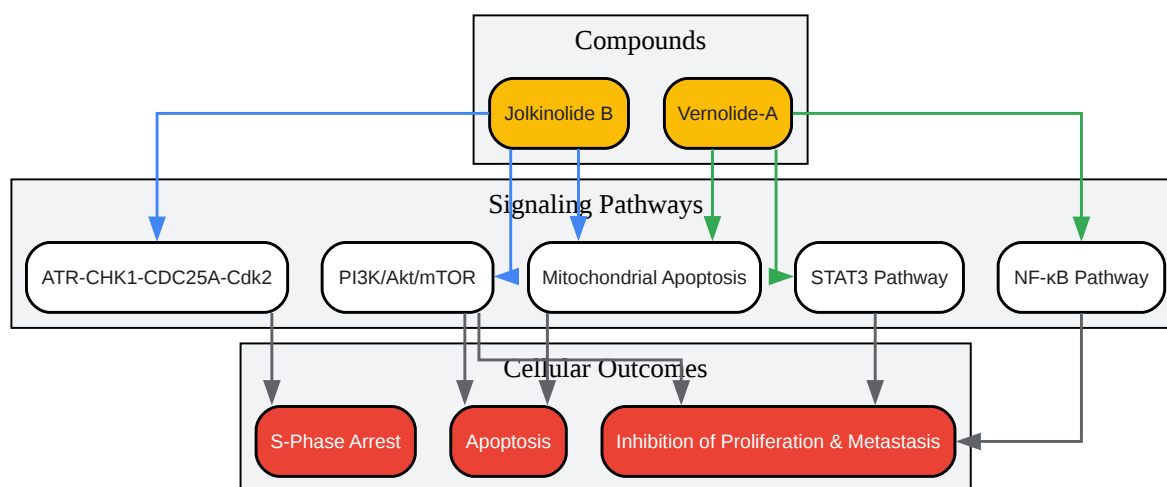 Compounds
Jolkinolide B
Vernolide-A
Signaling Pathways
ATR-CHK1-CDC25A-Cdk2
PI3K/Akt/mTOR
Mitochondrial Apoptosis
STAT3 Pathway
NF-κB Pathway
Cellular Outcomes
S-Phase Arrest
Apoptosis
Inhibition of Proliferation & Metastasis